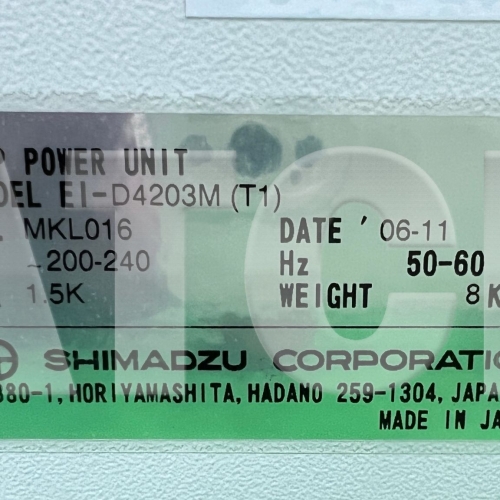 P POWER UNIT
DEL EI-D4203M (T1)
. MKL016 DATE '06-11
~200-240 Hz 50-60
1.5K WEIGHT 8K
SHIMADZU CORPORATIO
380-1, HORIYAMASHITA, HADANO 259-1304, JAPA
MADE IN JA